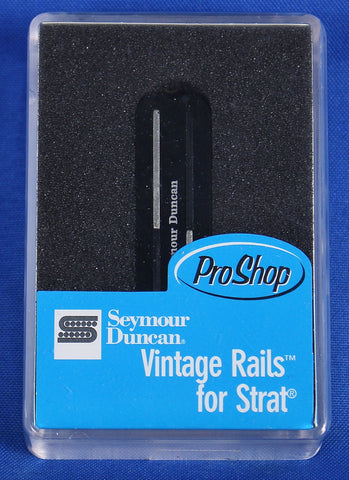 Seymour Duncan
ProShop
Seymour
Duncan®
Vintage Rails™
for Strat®